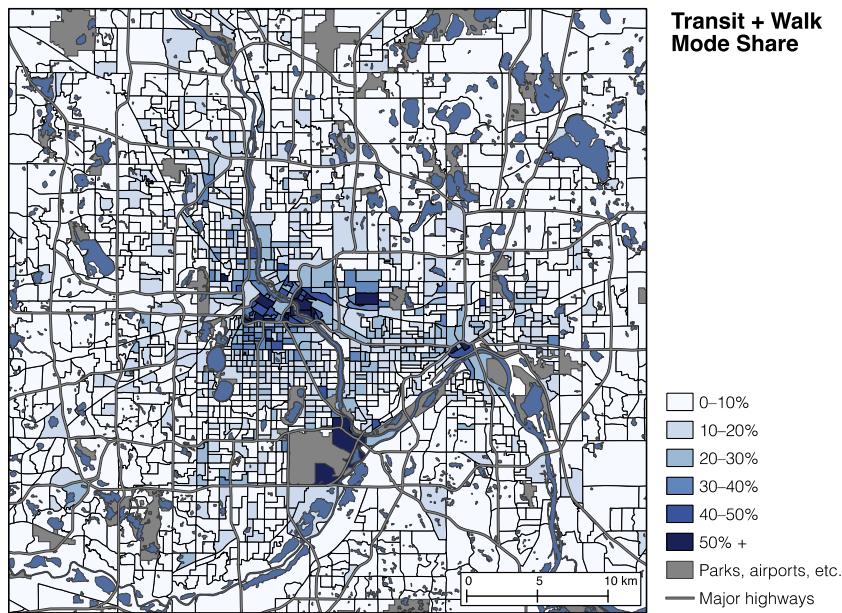 Transit + Walk
Mode Share
0–10%
10–20%
20–30%
30–40%
40–50%
50% +
Parks, airports, etc.
Major highways
0 5 10 km